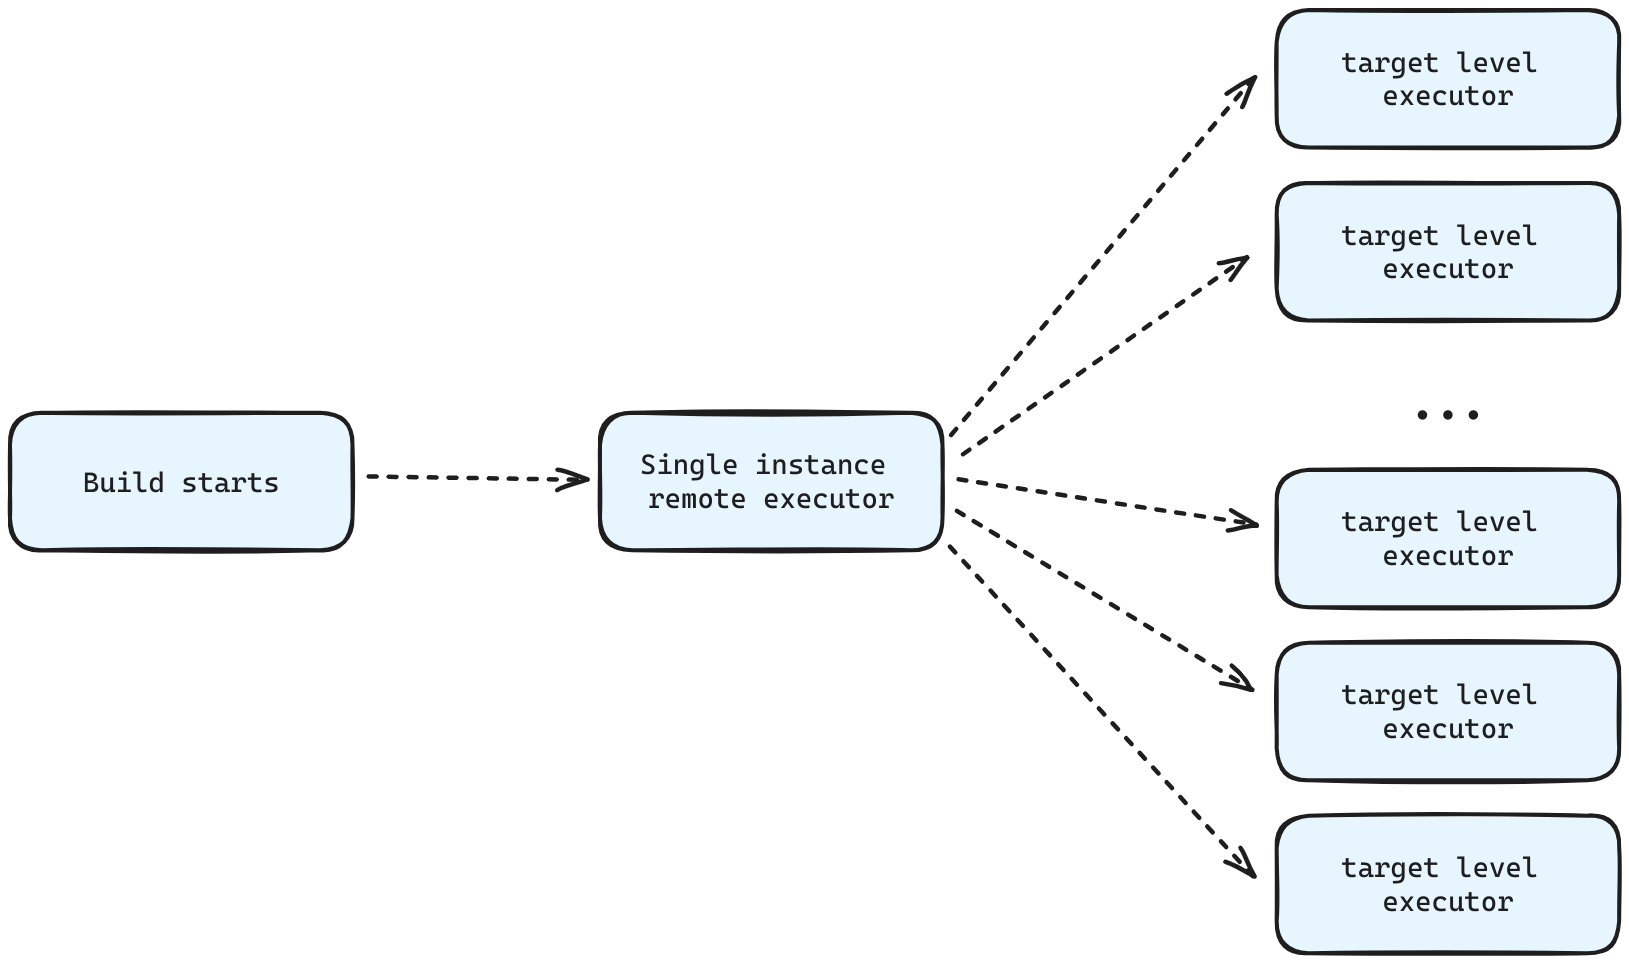 target level
executor
target level
executor
...
Build starts
Single instance
remote executor
target level
executor
target level
executor
target level
executor